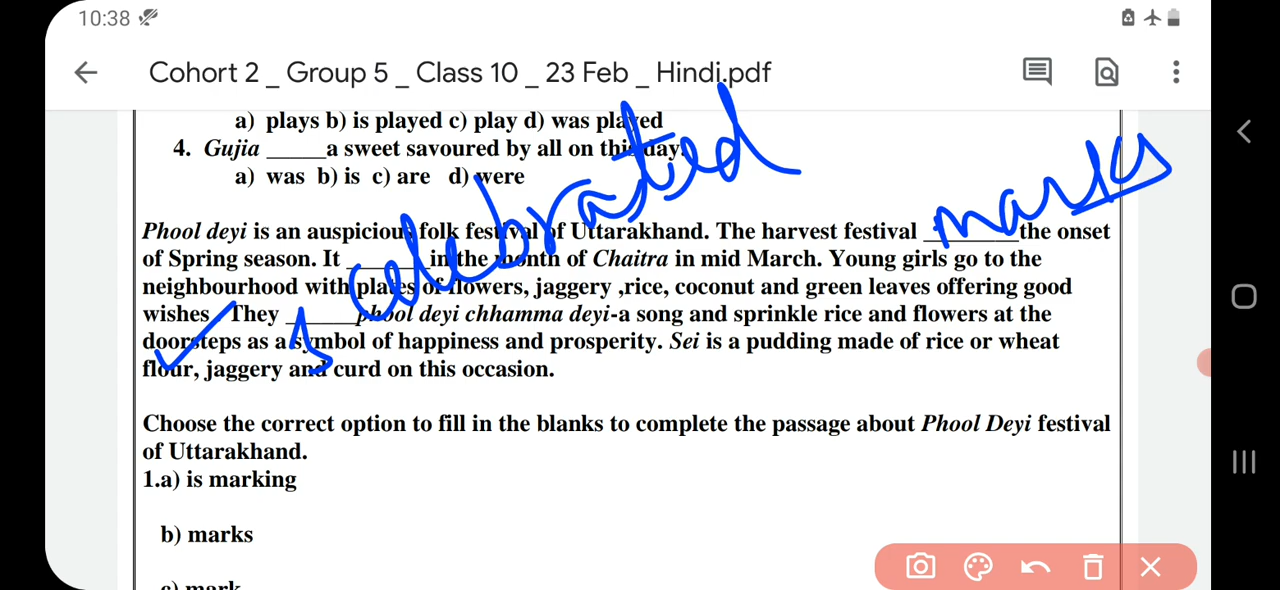 10:38
Cohort 2 _ Group 5 _ Class 10 _ 23 Feb _ Hindi.pdf
a) plays b) is played c) play d) was played
4. Gujia _____a sweet savoured by all on this day.
a) was b) is c) are d) were
celebrated
marks
Phool deyi is an auspicious folk festival of Uttarakhand. The harvest festival ________the onset
of Spring season. It _______in the month of Chaitra in mid March. Young girls go to the
neighbourhood with plates of flowers, jaggery ,rice, coconut and green leaves offering good
wishes. They ______phool deyi chhamma deyi-a song and sprinkle rice and flowers at the
is
doorsteps as a symbol of happiness and prosperity. Sei is a pudding made of rice or wheat
flour, jaggery and curd on this occasion.
Choose the correct option to fill in the blanks to complete the passage about Phool Deyi festival
of Uttarakhand.
1.a) is marking
b) marks
c) mark